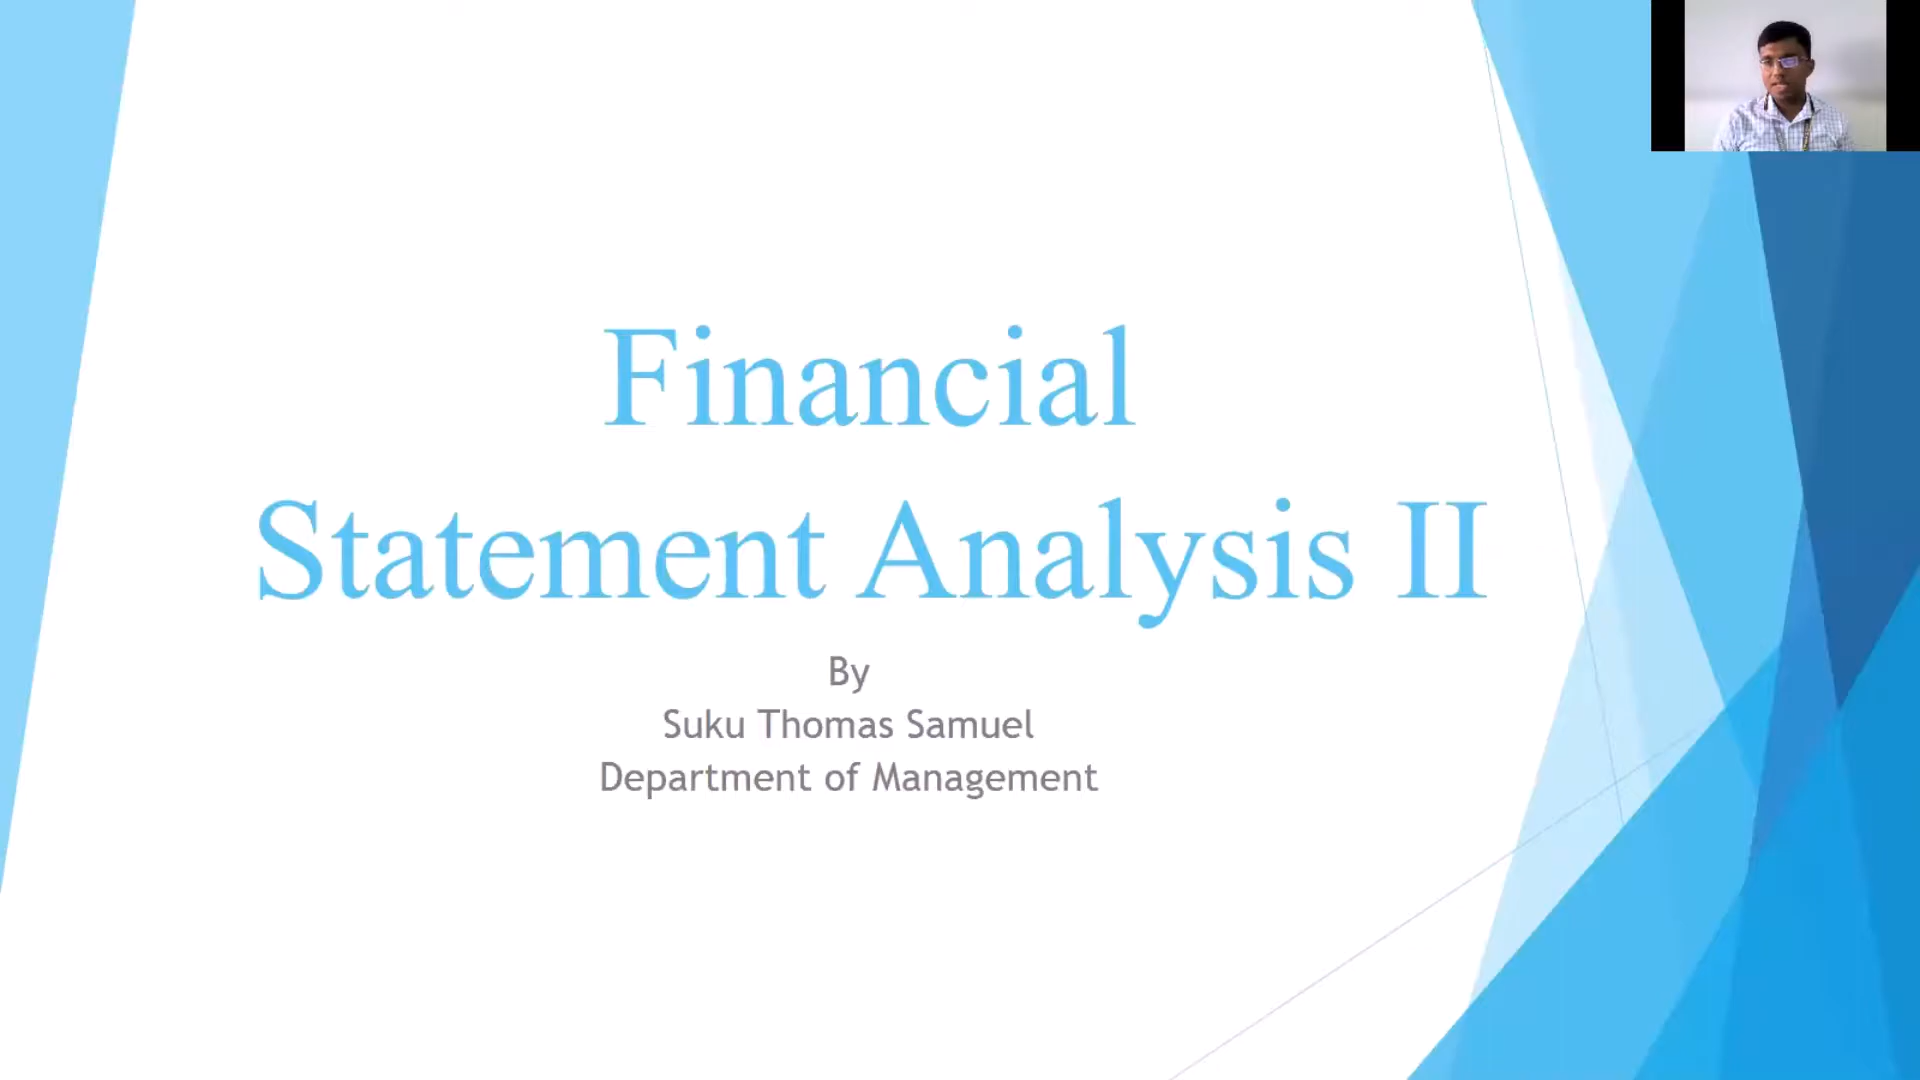 Financial
Statement Analysis II
By
Suku Thomas Samuel
Department of Management